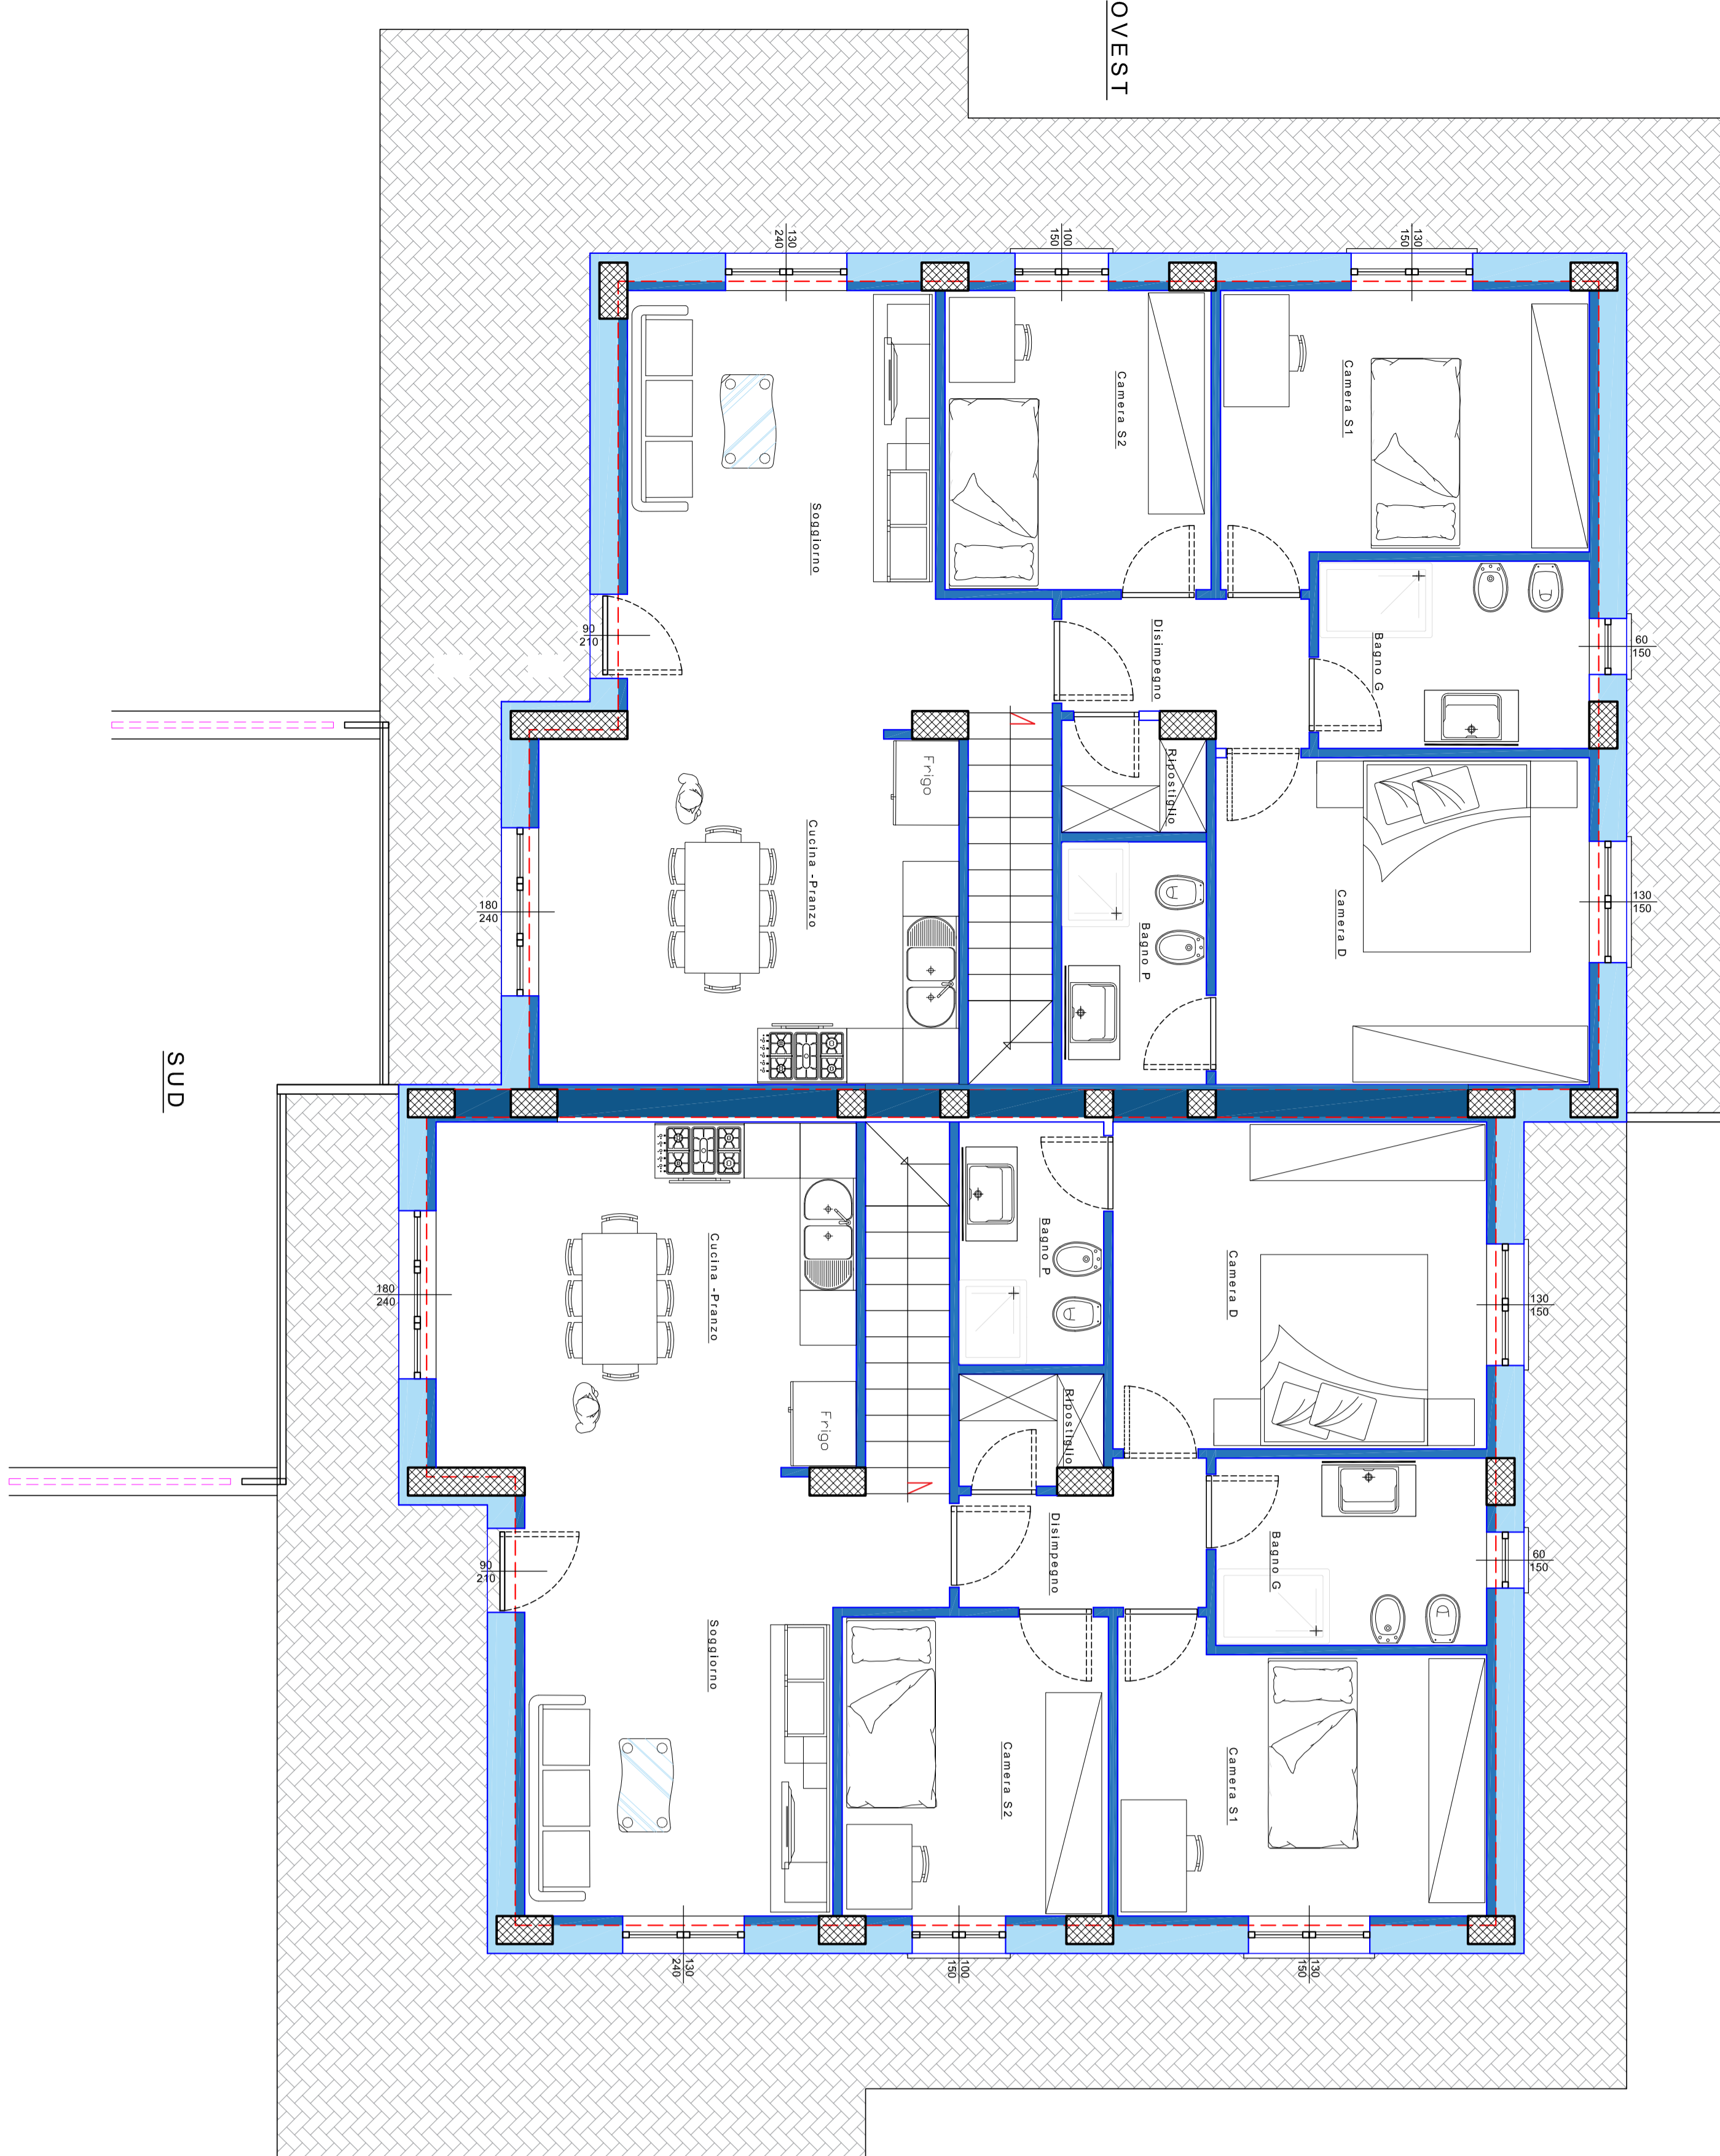 OVEST
130
240
100
150
130
150
Camera S1
Camera S2
Soggiorno
90
210
Disimpegno
Bagno G
60
150
Frigo
Ripostiglio
Cucina -Pranzo
Bagno P
Camera D
180
240
130
150
SUD
Cucina -Pranzo
Bagno P
Camera D
180
240
130
150
Frigo
Ripostiglio
90
210
Disimpegno
Bagno G
60
150
Soggiorno
Camera S2
Camera S1
130
240
100
150
130
150